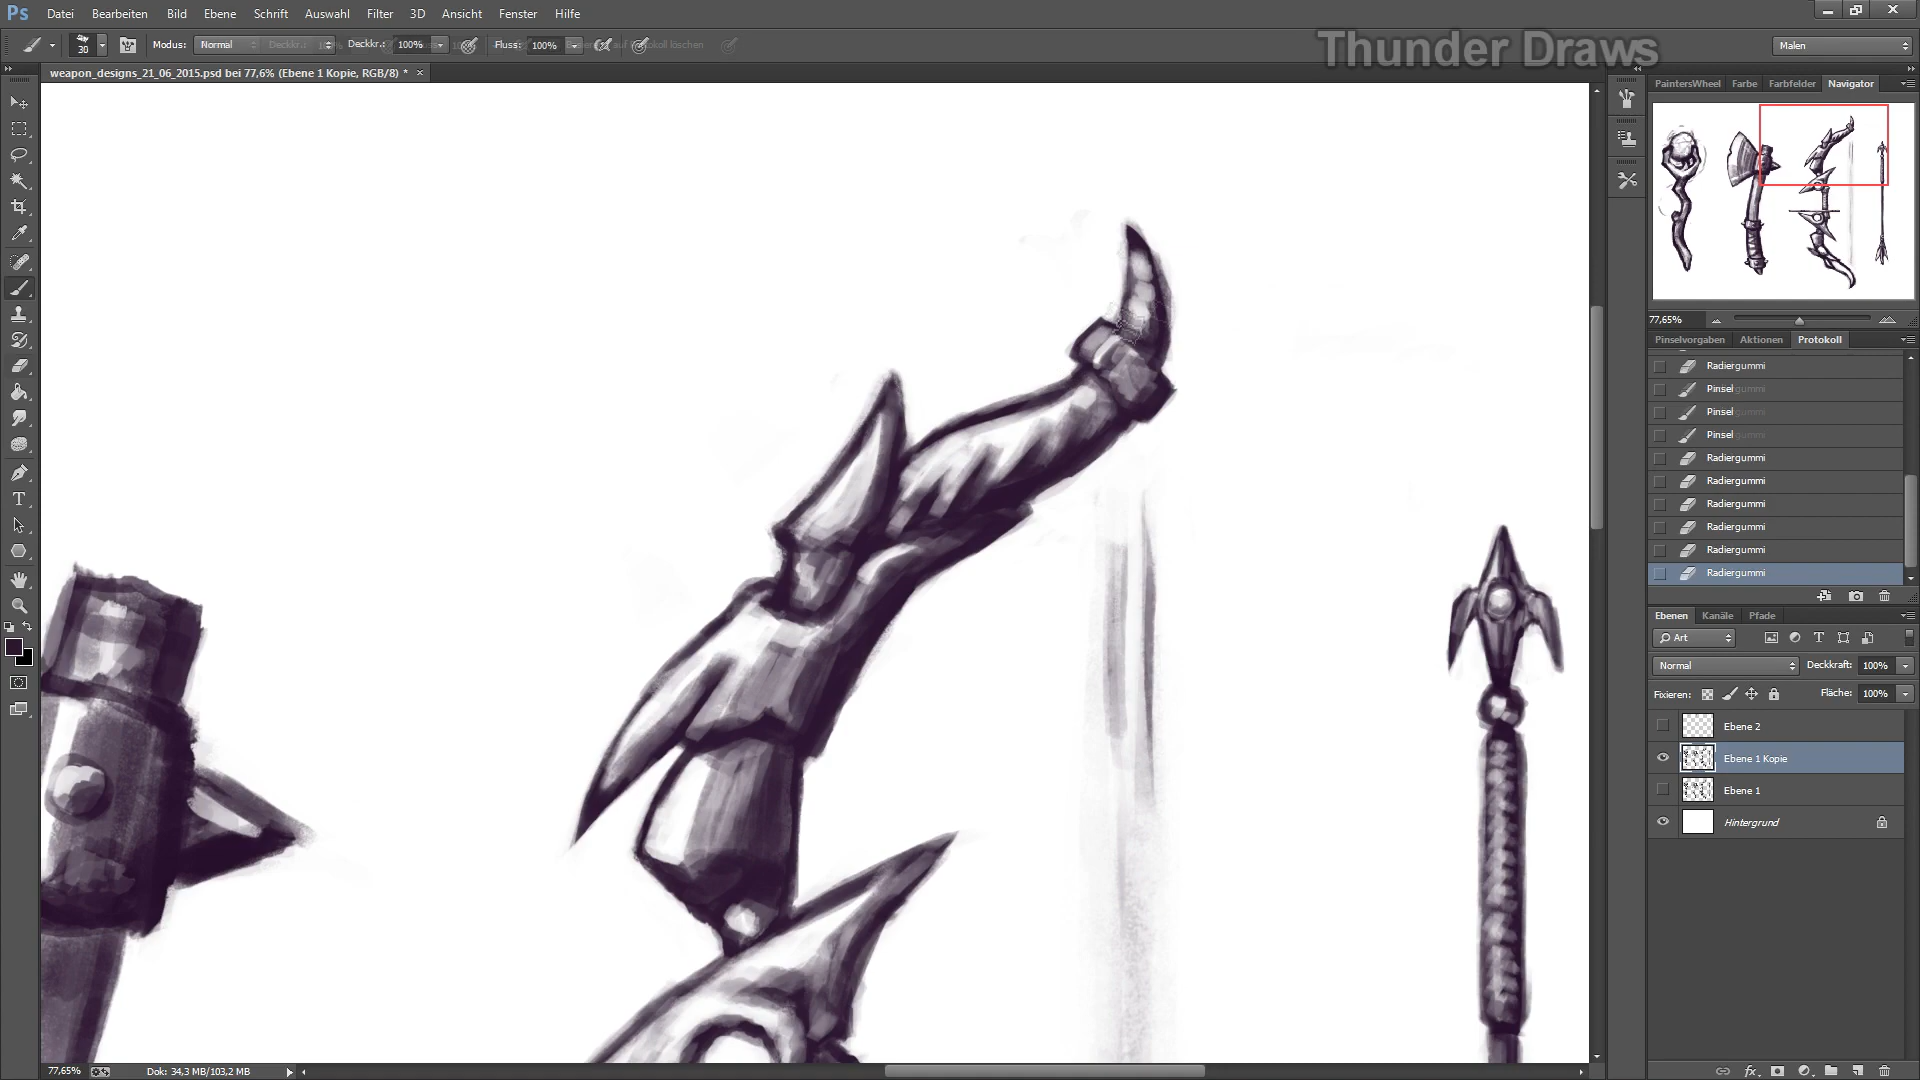 Ps Datei Bearbeiten Bild Ebene Schrift Auswahl Filter 3D Ansicht Fenster Hilfe
30 Modus: Normal Deckkr.: 100% Fluss: 100% Malen
Thunder Draws
weapon_designs_21_06_2015.psd bei 77,6% (Ebene 1 Kopie, RGB/8) * ×
PaintersWheel Farbe Farbfelder Navigator
77,65%
Pinselvorgaben Aktionen Protokoll
Radiergummi
Pinsel
Pinsel
Pinsel
Radiergummi
Radiergummi
Radiergummi
Radiergummi
Radiergummi
Radiergummi
Ebenen Kanäle Pfade
Art
Normal Deckkraft: 100%
Fixieren: Fläche: 100%
Ebene 2
Ebene 1 Kopie
Ebene 1
Hintergrund
77,65% Dok: 34,3 MB/103,2 MB